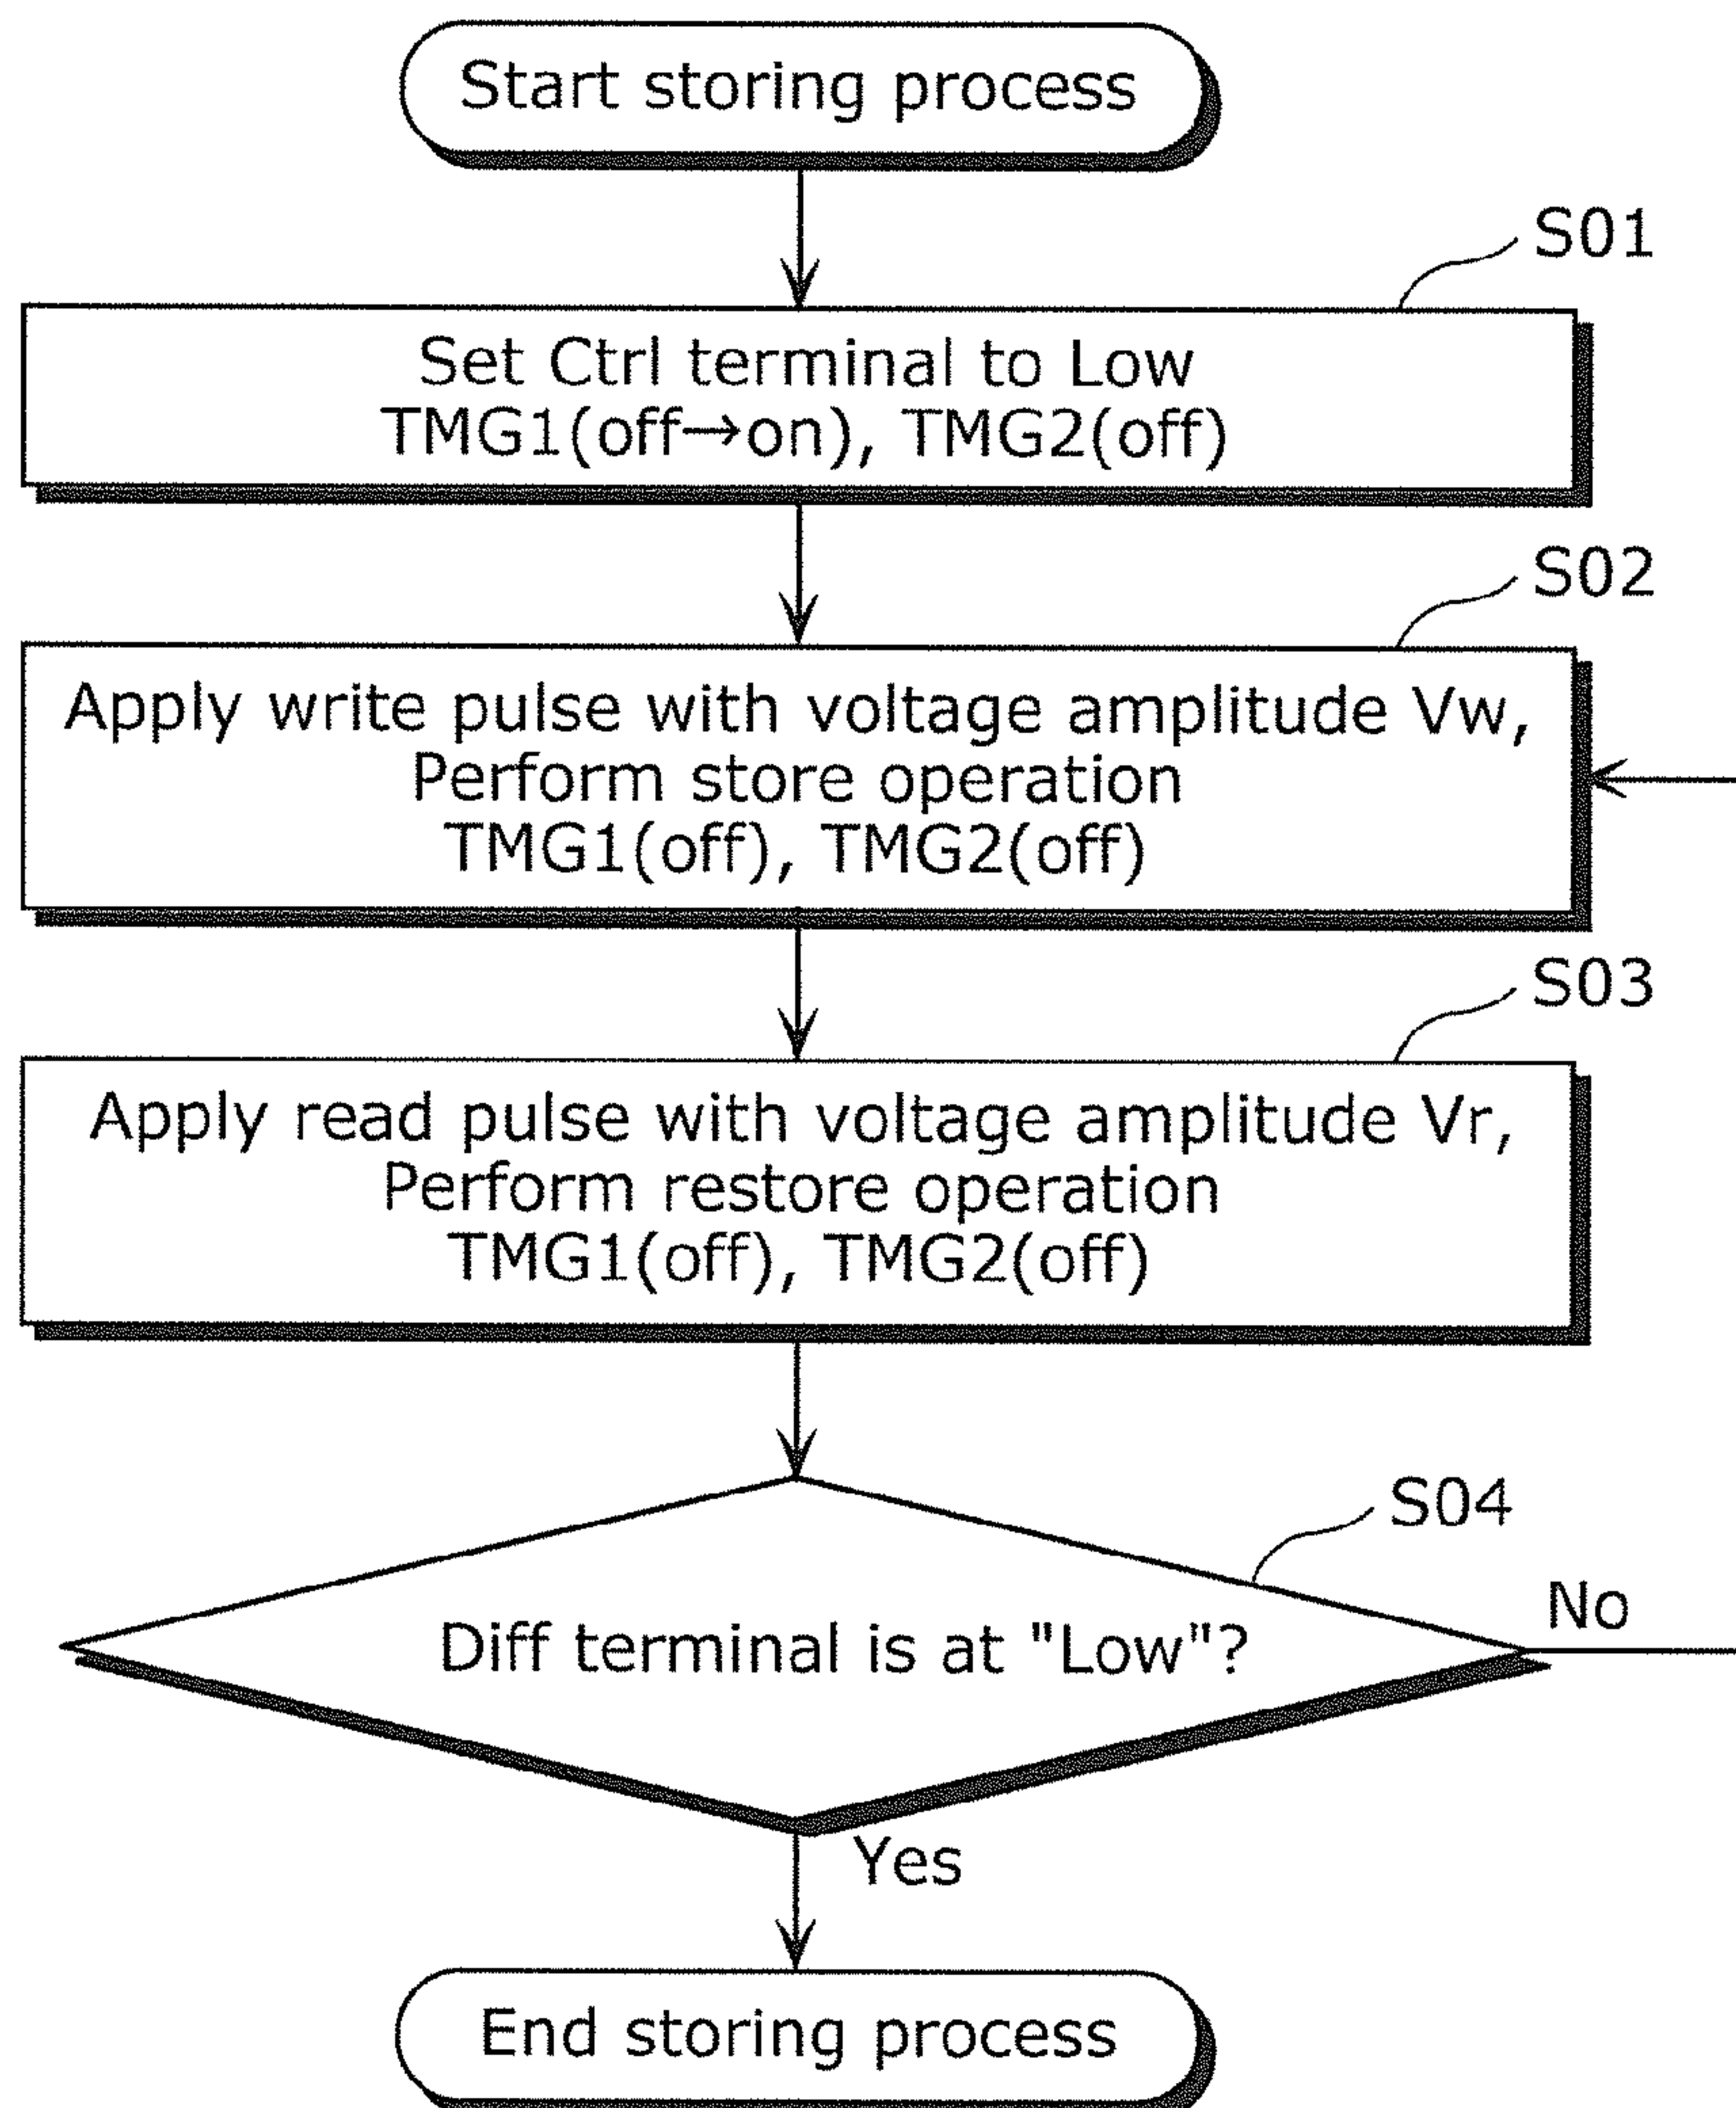 Start storing process
S01
Set Ctrl terminal to Low
TMG1(off→on), TMG2(off)
S02
Apply write pulse with voltage amplitude Vw,
Perform store operation
TMG1(off), TMG2(off)
S03
Apply read pulse with voltage amplitude Vr,
Perform restore operation
TMG1(off), TMG2(off)
S04
Diff terminal is at "Low"?
No
Yes
End storing process